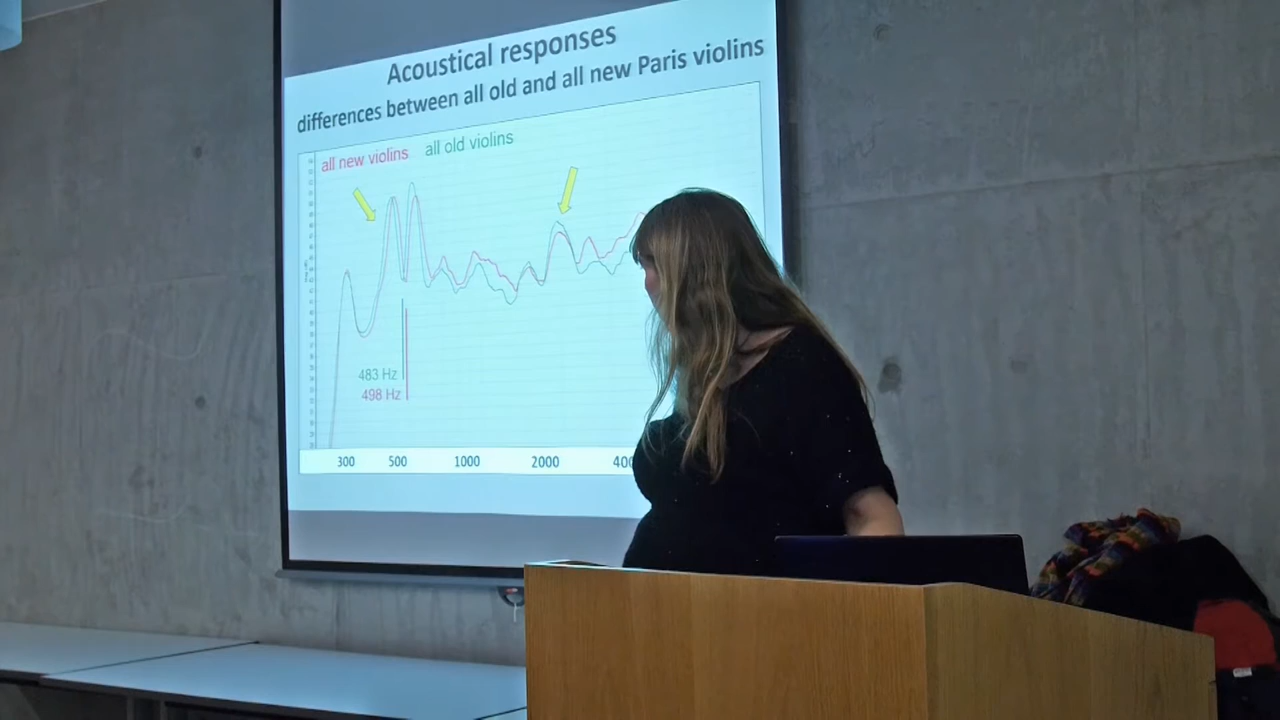 Acoustical responses
differences between all old and all new Paris violins
all new violins all old violins
483 Hz
498 Hz
300 500 1000 2000